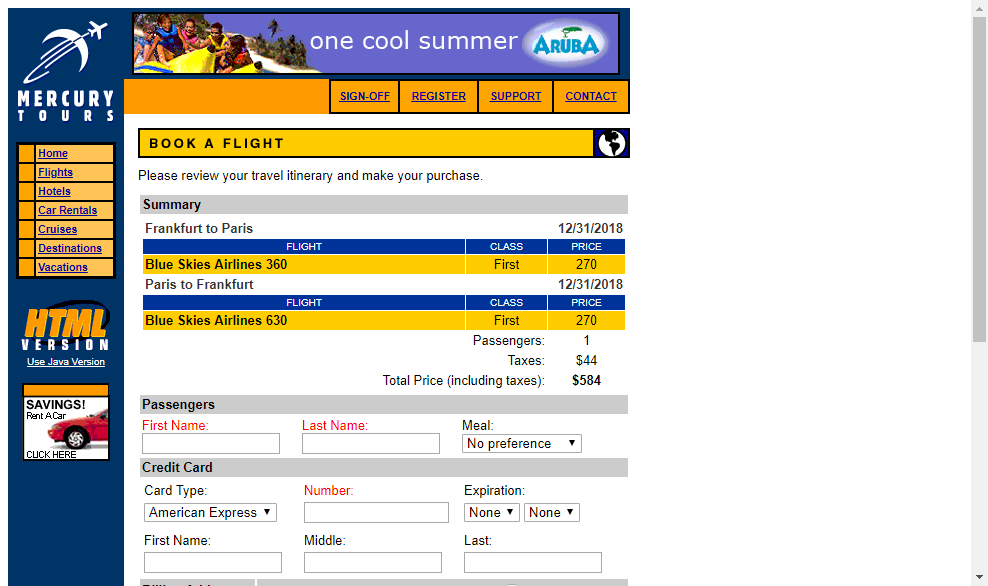 one cool summer ARUBA
MERCURY
TOURS
SIGN-OFF REGISTER SUPPORT CONTACT
BOOK A FLIGHT
Home
Flights
Hotels
Car Rentals
Cruises
Destinations
Vacations
HTML
VERSION
Use Java Version
SAVINGS!
Rent A Car
CLICK HERE
Please review your travel itinerary and make your purchase.
Summary
Frankfurt to Paris 12/31/2018
FLIGHT CLASS PRICE
Blue Skies Airlines 360 First 270
Paris to Frankfurt 12/31/2018
FLIGHT CLASS PRICE
Blue Skies Airlines 630 First 270
Passengers: 1
Taxes: $44
Total Price (including taxes): $584
Passengers
First Name: Last Name: Meal:
No preference
Credit Card
Card Type: Number: Expiration:
American Express None None
First Name: Middle: Last: